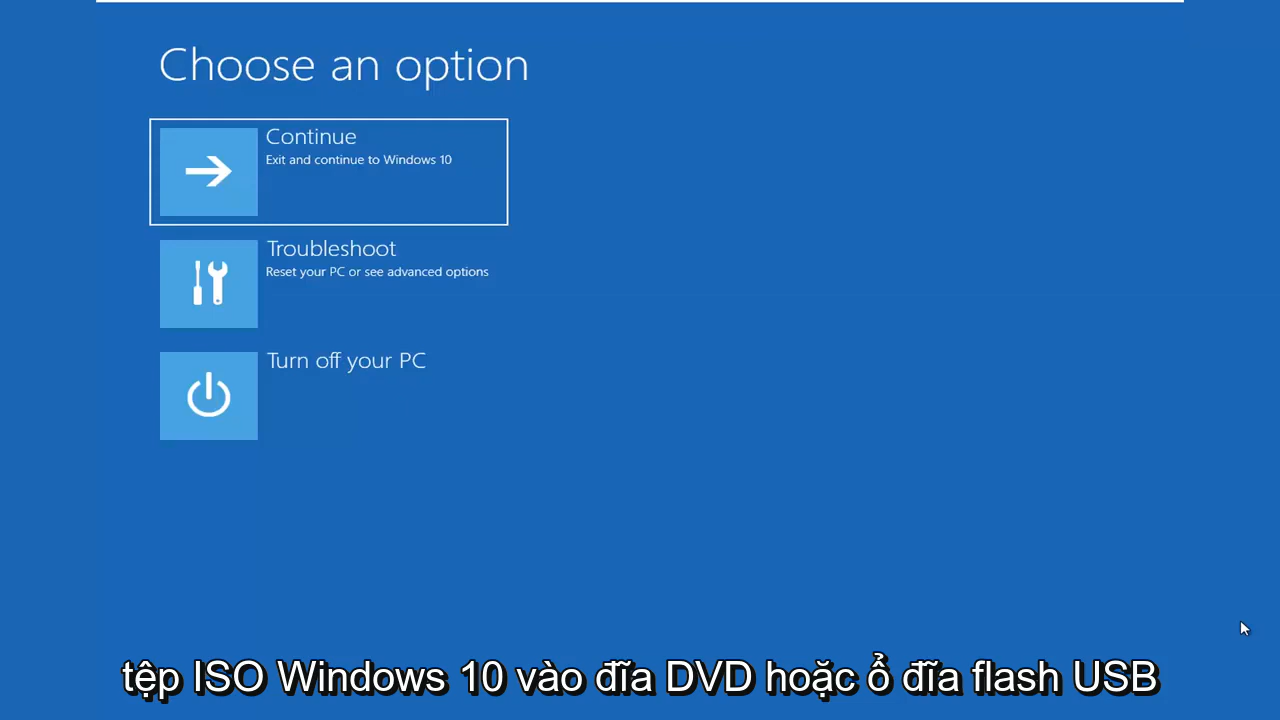 Choose an option
Continue
Exit and continue to Windows 10
Troubleshoot
Reset your PC or see advanced options
Turn off your PC
tệp ISO Windows 10 vào đĩa DVD hoặc ổ đĩa flash USB